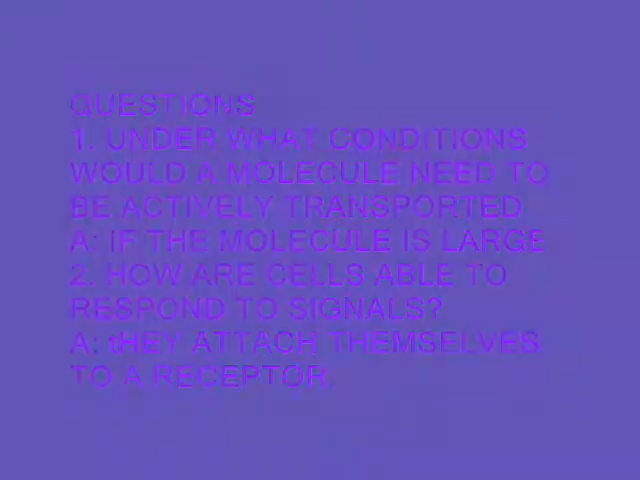 QUESTIONS
1. UNDER WHAT CONDITIONS
WOULD A MOLECULE NEED TO
BE ACTIVELY TRANSPORTED
A: IF THE MOLECULE IS LARGE
2. HOW ARE CELLS ABLE TO
RESPOND TO SIGNALS?
A: tHEY ATTACH THEMSELVES
TO A RECEPTOR.